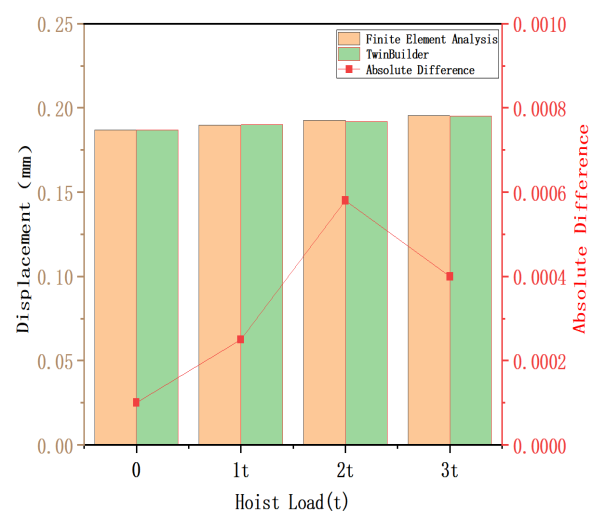 0.25
0.20
0.15
0.10
0.05
0.00
Displacement (mm)
Finite Element Analysis
TwinBuilder
Absolute Difference
0.0010
0.0008
0.0006
0.0004
0.0002
0.0000
Absolute Difference
0 1t 2t 3t
Hoist Load(t)